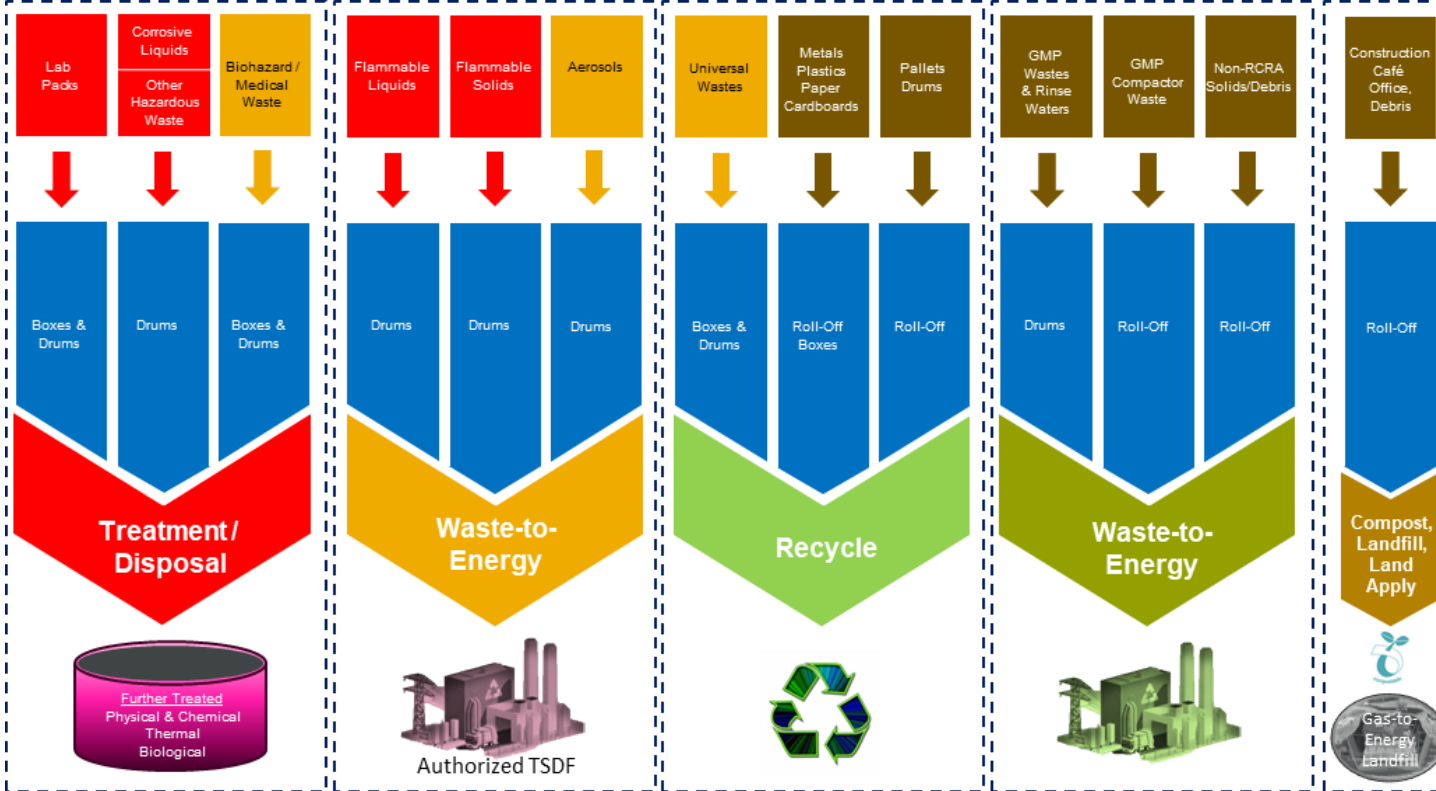 Lab
Packs
Corrosive
Liquids
Other
Hazardous
Waste
Biohazard /
Medical
Waste
Flammable
Liquids
Flammable
Solids
Aerosols
Universal
Wastes
Metals
Plastics
Paper
Cardboards
Pallets
Drums
GMP
Wastes
& Rinse
Waters
GMP
Compactor
Waste
Non-RCRA
Solids/Debris
Construction
Café
Office,
Debris
Boxes &
Drums
Drums
Boxes &
Drums
Drums
Drums
Drums
Boxes &
Drums
Roll-Off
Boxes
Roll-Off
Drums
Roll-Off
Roll-Off
Roll-Off
Treatment/
Disposal
Waste-to-
Energy
Recycle
Waste-to-
Energy
Compost,
Landfill,
Land
Apply
Further Treated
Physical & Chemical
Thermal
Biological
Authorized TSDF
Gas-to-
Energy
Landfill